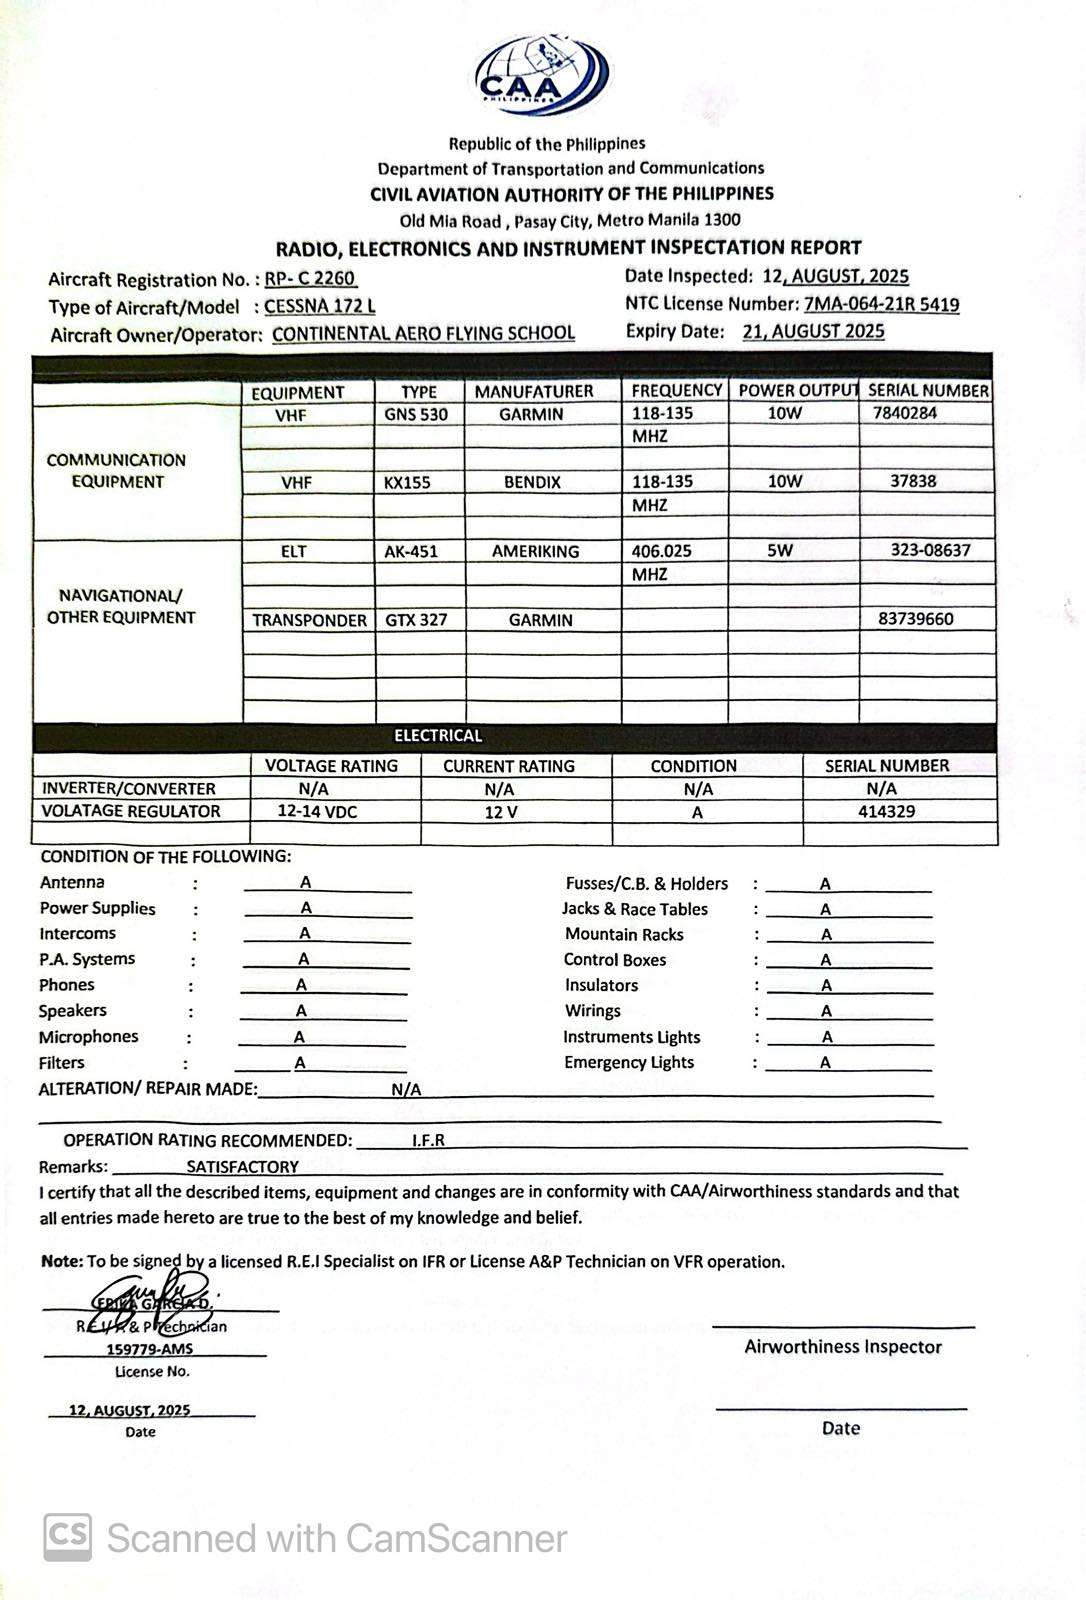 CAA
PHILIPPINES
Republic of the Philippines
Department of Transportation and Communications
CIVIL AVIATION AUTHORITY OF THE PHILIPPINES
Old Mia Road , Pasay City, Metro Manila 1300
RADIO, ELECTRONICS AND INSTRUMENT INSPECTATION REPORT
Aircraft Registration No. : RP- C 2260 Date Inspected: 12, AUGUST, 2025
Type of Aircraft/Model : CESSNA 172 L NTC License Number: 7MA-064-21R 5419
Aircraft Owner/Operator: CONTINENTAL AERO FLYING SCHOOL Expiry Date: 21, AUGUST 2025
EQUIPMENT TYPE MANUFATURER FREQUENCY POWER OUTPUT SERIAL NUMBER
VHF GNS 530 GARMIN 118-135 10W 7840284
MHZ
COMMUNICATION
EQUIPMENT
VHF KX155 BENDIX 118-135 10W 37838
MHZ
ELT AK-451 AMERIKING 406.025 5W 323-08637
MHZ
NAVIGATIONAL/
OTHER EQUIPMENT
TRANSPONDER GTX 327 GARMIN 83739660
ELECTRICAL
VOLTAGE RATING CURRENT RATING CONDITION SERIAL NUMBER
INVERTER/CONVERTER N/A N/A N/A N/A
VOLATAGE REGULATOR 12-14 VDC 12 V A 414329
CONDITION OF THE FOLLOWING:
Antenna : A Fusses/C.B. & Holders : A
Power Supplies : A Jacks & Race Tables : A
Intercoms : A Mountain Racks : A
P.A. Systems : A Control Boxes : A
Phones : A Insulators : A
Speakers : A Wirings : A
Microphones : A Instruments Lights : A
Filters : A Emergency Lights : A
ALTERATION/ REPAIR MADE: N/A
OPERATION RATING RECOMMENDED: I.F.R
Remarks: SATISFACTORY
I certify that all the described items, equipment and changes are in conformity with CAA/Airworthiness standards and that
all entries made hereto are true to the best of my knowledge and belief.
Note: To be signed by a licensed R.E.I Specialist on IFR or License A&P Technician on VFR operation.
ERIKA GARCIA D.
R.E.I/A & P Technician
159779-AMS
License No.
12, AUGUST, 2025
Date
Airworthiness Inspector
Date
CS Scanned with CamScanner